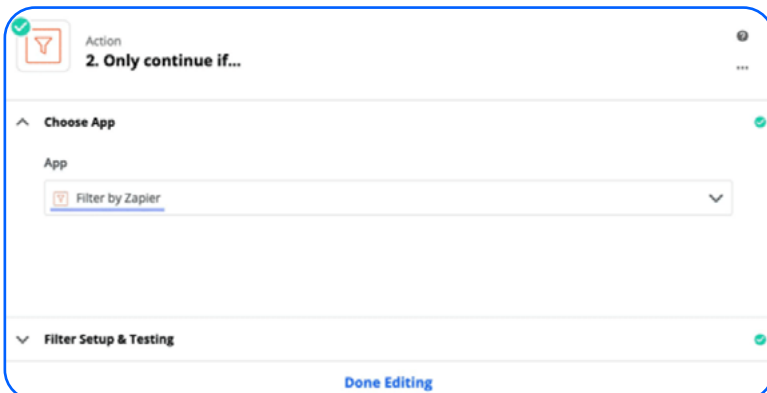 Action
2. Only continue if...
Choose App
App
Filter by Zapier
Filter Setup & Testing
Done Editing